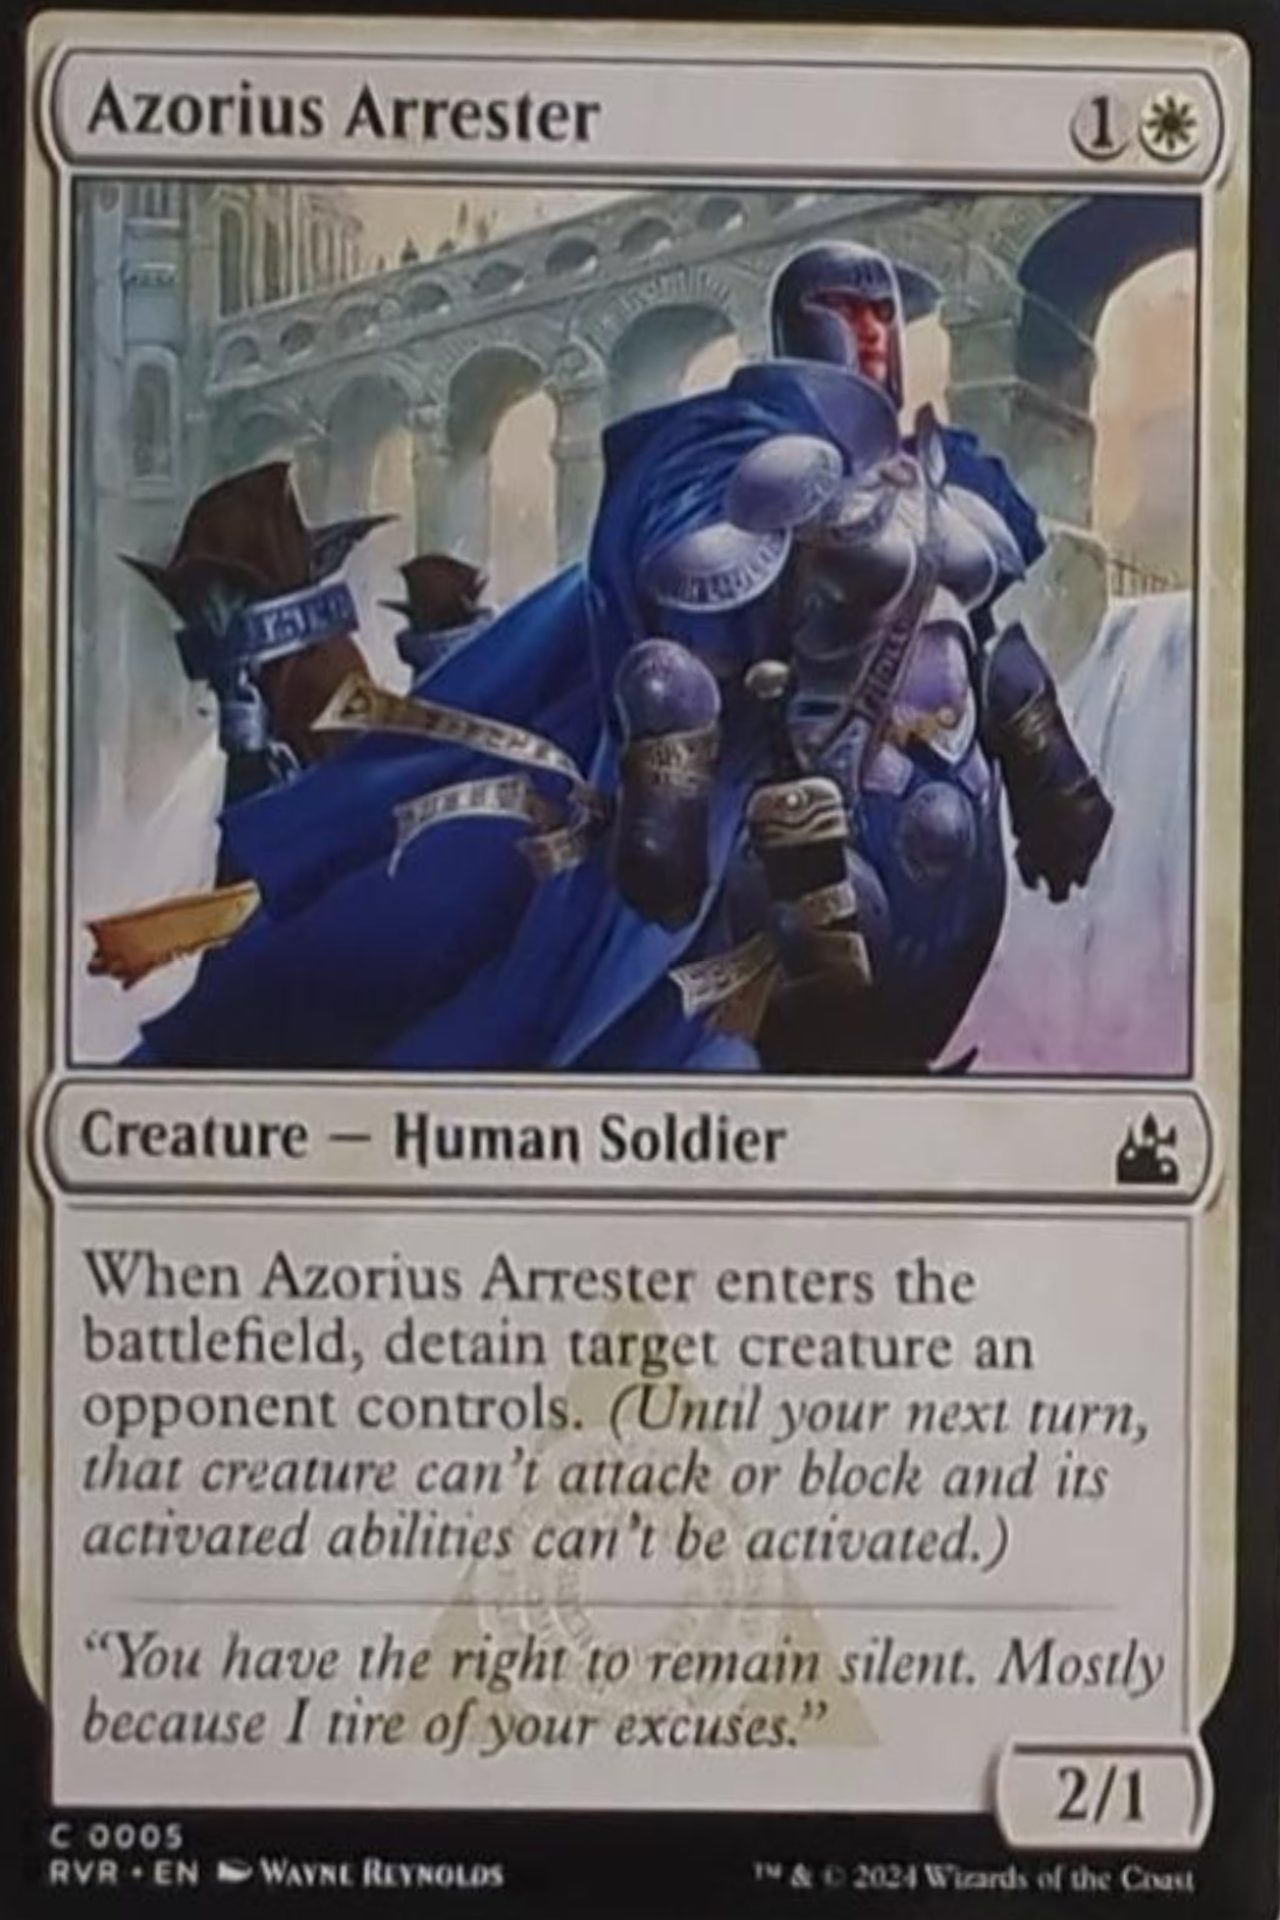 Azorius Arrester 1
Creature — Human Soldier
When Azorius Arrester enters the
battlefield, detain target creature an
opponent controls. (Until your next turn,
that creature can't attack or block and its
activated abilities can't be activated.)
“You have the right to remain silent. Mostly
because I tire of your excuses.”
2/1
C 0005
RVR • EN WAYNE REYNOLDS
™ & © 2024 Wizards of the Coast